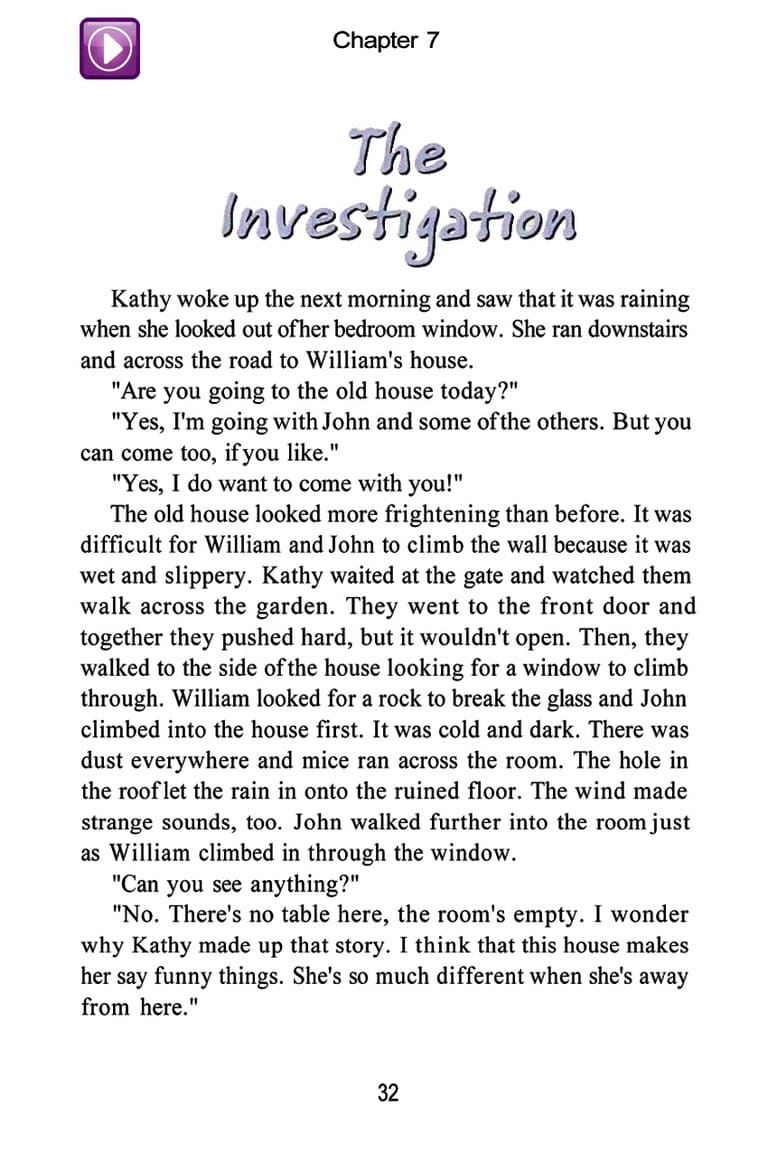 Chapter 7
The
Investigation
Kathy woke up the next morning and saw that it was raining
when she looked out of her bedroom window. She ran downstairs
and across the road to William's house.
"Are you going to the old house today?"
"Yes, I'm going with John and some of the others. But you
can come too, if you like."
"Yes, I do want to come with you!"
The old house looked more frightening than before. It was
difficult for William and John to climb the wall because it was
wet and slippery. Kathy waited at the gate and watched them
walk across the garden. They went to the front door and
together they pushed hard, but it wouldn't open. Then, they
walked to the side of the house looking for a window to climb
through. William looked for a rock to break the glass and John
climbed into the house first. It was cold and dark. There was
dust everywhere and mice ran across the room. The hole in
the roof let the rain in onto the ruined floor. The wind made
strange sounds, too. John walked further into the room just
as William climbed in through the window.
"Can you see anything?"
"No. There's no table here, the room's empty. I wonder
why Kathy made up that story. I think that this house makes
her say funny things. She's so much different when she's away
from here."
32